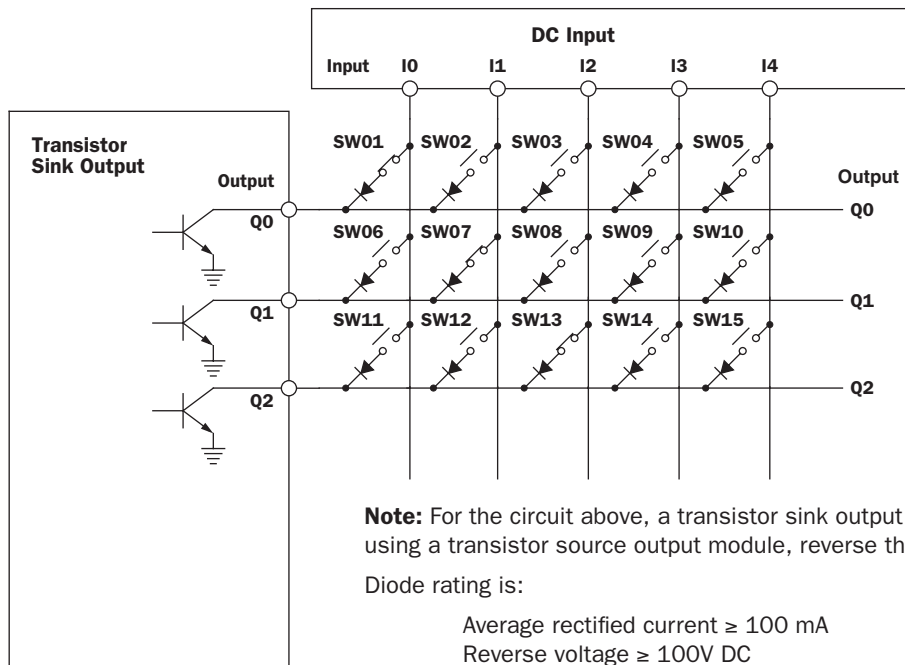 DC Input
Input I0 I1 I2 I3 I4
Transistor
Sink Output
SW01 SW02 SW03 SW04 SW05
Output
Output
Q0
Q0
SW06 SW07 SW08 SW09 SW10
Q1
Q1
SW11 SW12 SW13 SW14 SW15
Q2
Q2
Note: For the circuit above, a transistor sink output
using a transistor source output module, reverse th
Diode rating is:
Average rectified current ≥ 100 mA
Reverse voltage ≥ 100V DC